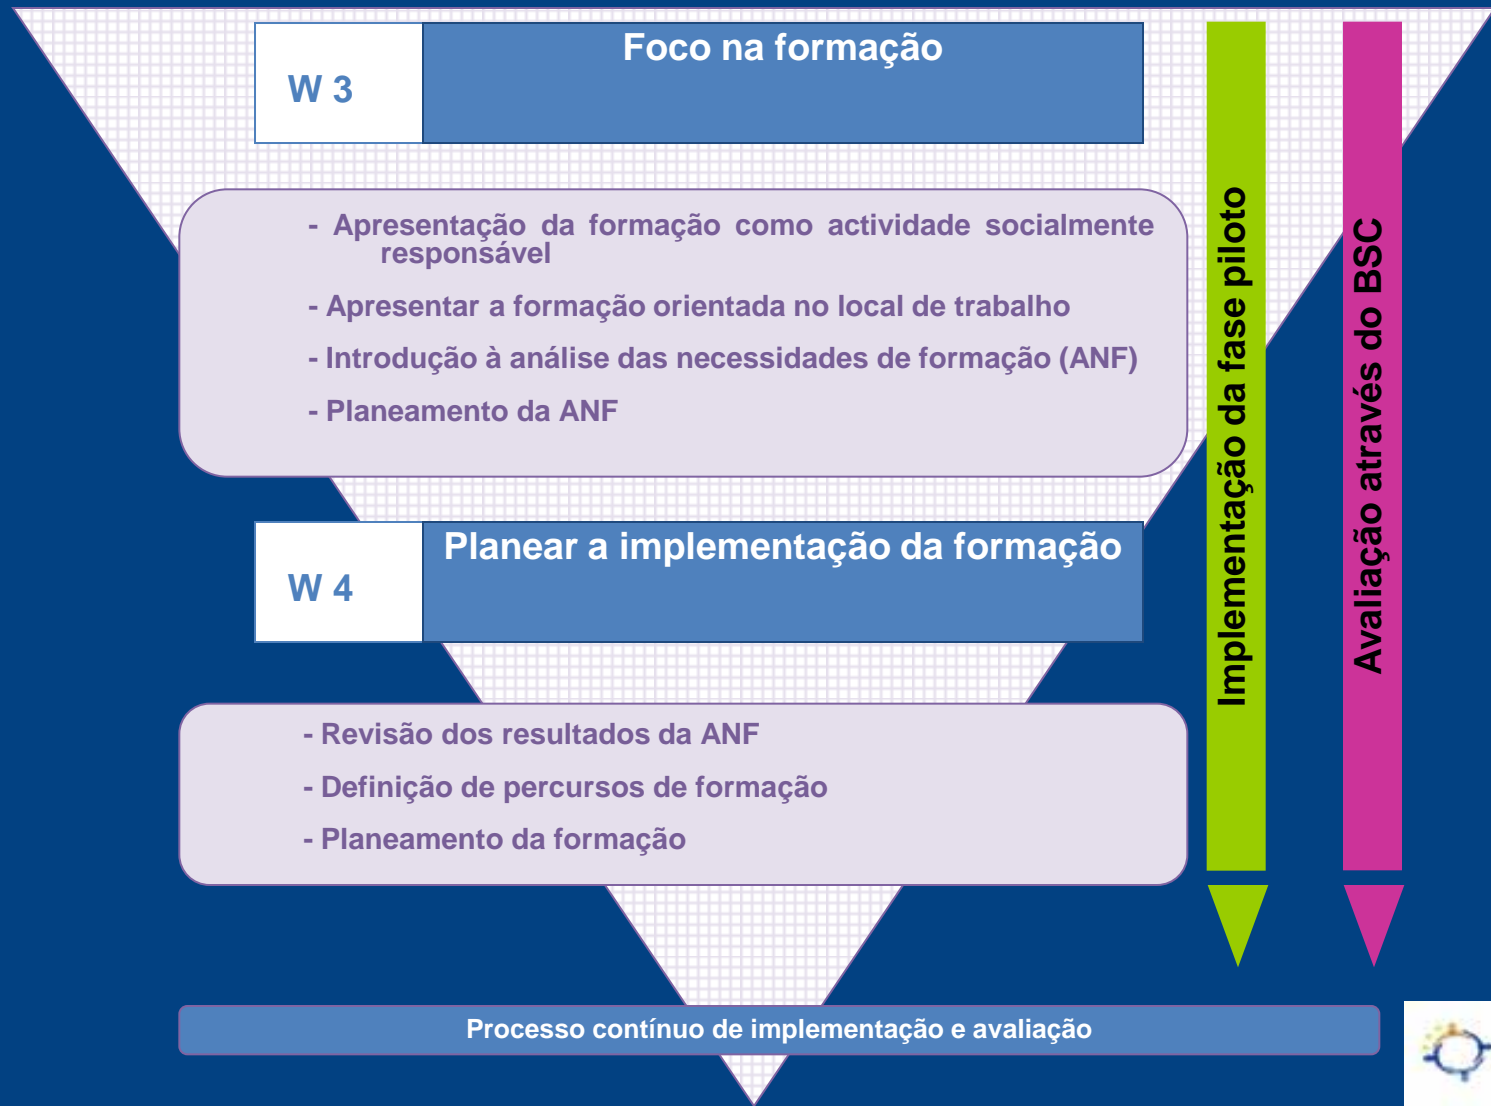 Foco na formação
W 3
- Apresentação da formação como actividade socialmente
responsável
- Apresentar a formação orientada no local de trabalho
- Introdução à análise das necessidades de formação (ANF)
- Planeamento da ANF
Planear a implementação da formação
W 4
- Revisão dos resultados da ANF
- Definição de percursos de formação
- Planeamento da formação
Implementação da fase piloto
Avaliação através do BSC
Processo contínuo de implementação e avaliação